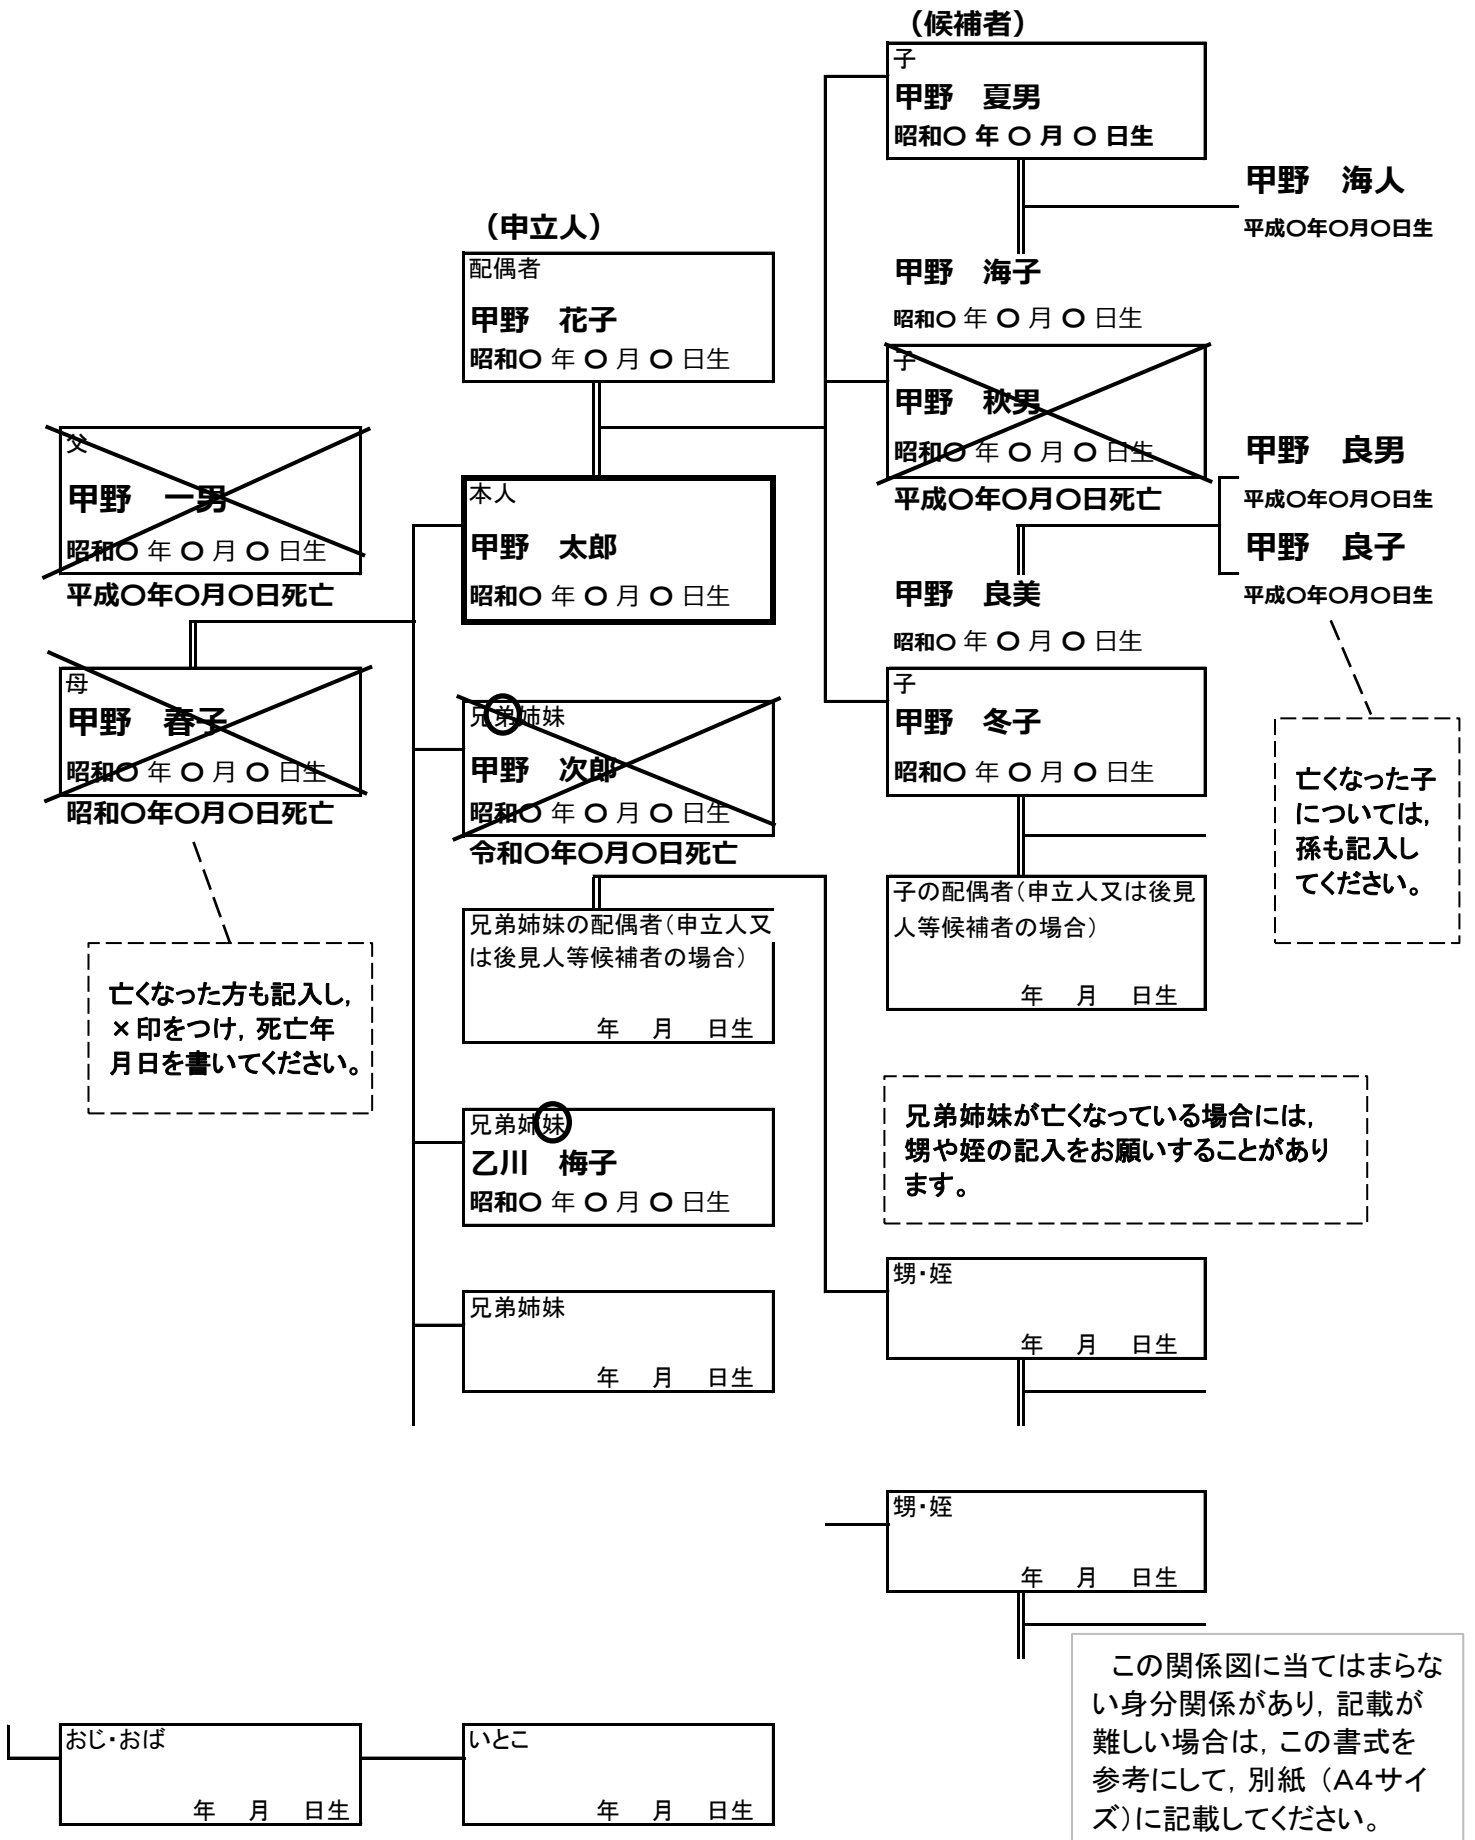 （候補者）
子
甲野　夏男
昭和〇 年 〇 月 〇 日生
甲野　海人
平成〇年〇月〇日生
甲野　海子
昭和〇 年 〇 月 〇 日生
（申立人）
配偶者
甲野　花子
昭和〇 年 〇 月 〇 日生
子
甲野　秋男
昭和〇 年 〇 月 〇 日生
平成〇年〇月〇日死亡
甲野　良男
平成〇年〇月〇日生
甲野　良子
平成〇年〇月〇日生
甲野　良美
昭和〇 年 〇 月 〇 日生
父
甲野　一男
昭和〇 年 〇 月 〇 日生
平成〇年〇月〇日死亡
本人
甲野　太郎
昭和〇 年 〇 月 〇 日生
母
甲野　春子
昭和〇 年 〇 月 〇 日生
昭和〇年〇月〇日死亡
兄弟姉妹
甲野　次郎
昭和〇 年 〇 月 〇 日生
令和〇年〇月〇日死亡
子
甲野　冬子
昭和〇 年 〇 月 〇 日生
亡くなった子
については，
孫も記入し
てください。
子の配偶者（申立人又は後見
人等候補者の場合）
年　月　日生
兄弟姉妹の配偶者（申立人又
は後見人等候補者の場合）
年　月　日生
亡くなった方も記入し，
×印をつけ，死亡年
月日を書いてください。
兄弟姉妹
乙川　梅子
昭和〇 年 〇 月 〇 日生
兄弟姉妹が亡くなっている場合には，
甥や姪の記入をお願いすることがあり
ます。
兄弟姉妹
年　月　日生
甥・姪
年　月　日生
甥・姪
年　月　日生
おじ・おば
年　月　日生
いとこ
年　月　日生
この関係図に当てはまらな
い身分関係があり，記載が
難しい場合は，この書式を
参考にして，別紙（A4サイ
ズ）に記載してください。